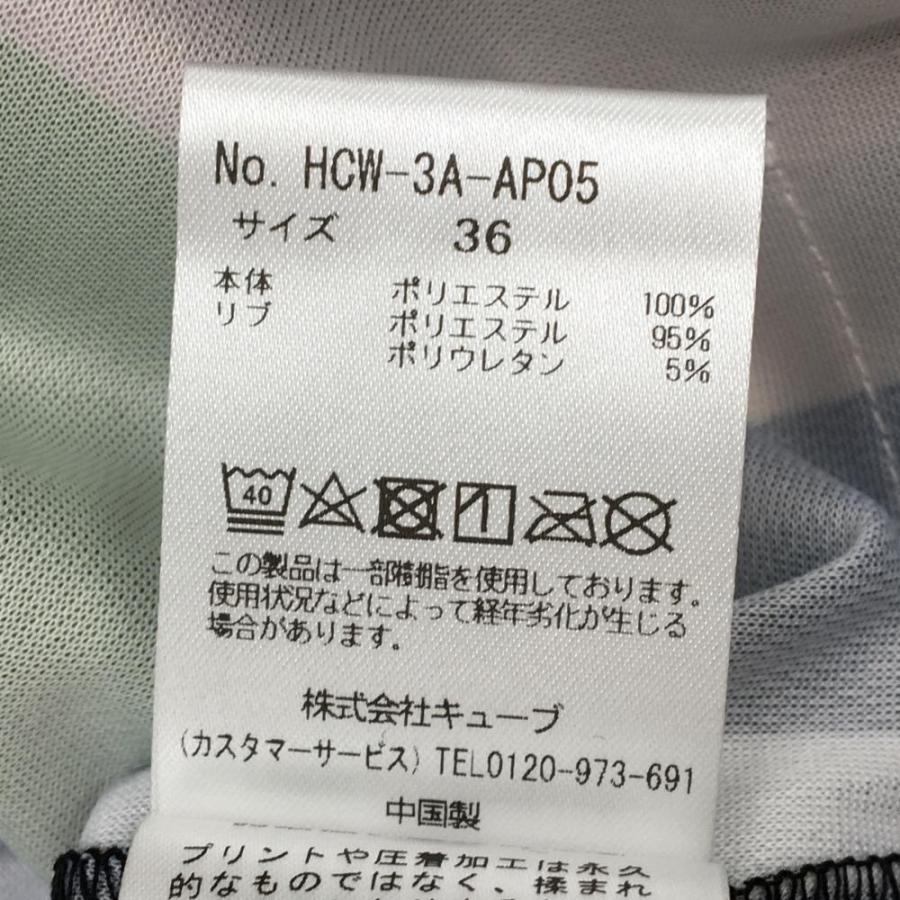 No. HCW-3A-AP05
サイズ 36
本体 ポリエステル 100%
リブ ポリエステル 95%
ポリウレタン 5%
40
この製品は一部樹脂を使用しております。
使用状況などによって経年劣化が生じる
場合があります。
株式会社キューブ
(カスタマーサービス) TEL0120-973-691
中国製
プリントや圧着加工は永久
的なものではなく、揉まれ